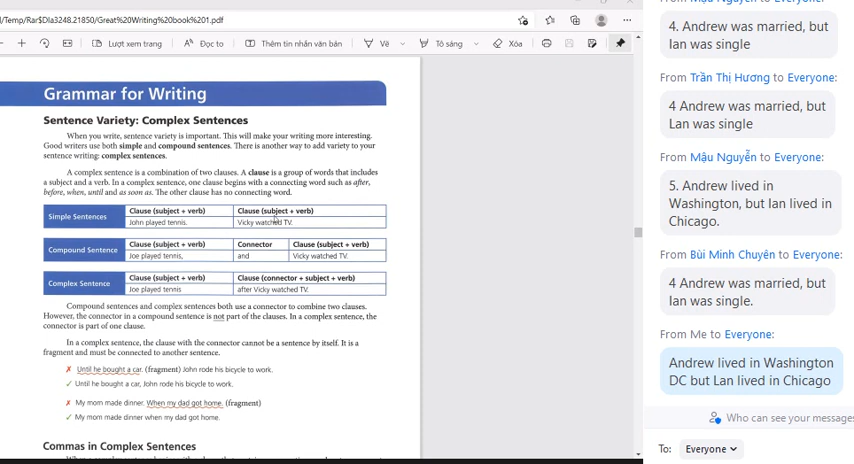 l/Temp/Rar$Dla3248.21850/Great%20Writing%20book%201.pdf
Lượt xem trang
Đọc to
Thêm tin nhắn văn bản
Vẽ
Tô sáng
Xóa
Grammar for Writing
Sentence Variety: Complex Sentences
When you write, sentence variety is important. This will make your writing more interesting.
Good writers use both simple and compound sentences. There is another way to add variety to your
sentence writing: complex sentences.
A complex sentence is a combination of two clauses. A clause is a group of words that includes
a subject and a verb. In a complex sentence, one clause begins with a connecting word such as after,
before, when, until and as soon as. The other clause has no connecting word.
Simple Sentences
Clause (subject + verb)
Clause (subject + verb)
John played tennis.
Vicky watched TV.
Compound Sentence
Clause (subject + verb)
Connector
Clause (subject + verb)
Joe played tennis,
and
Vicky watched TV.
Complex Sentence
Clause (subject + verb)
Clause (connector + subject + verb)
Joe played tennis
after Vicky watched TV.
Compound sentences and complex sentences both use a connector to combine two clauses.
However, the connector in a compound sentence is not part of the clauses. In a complex sentence, the
connector is part of one clause.
In a complex sentence, the clause with the connector cannot be a sentence by itself. It is a
fragment and must be connected to another sentence.
✗ Until he bought a car. (fragment) John rode his bicycle to work.
✓ Until he bought a car, John rode his bicycle to work.
✗ My mom made dinner. When my dad got home. (fragment)
✓ My mom made dinner when my dad got home.
Commas in Complex Sentences
4. Andrew was married, but
Ian was single
From Trần Thị Hương to Everyone:
4 Andrew was married, but
Lan was single
From Mậu Nguyễn to Everyone:
5. Andrew lived in
Washington, but Ian lived in
Chicago.
From Bùi Minh Chuyên to Everyone:
4 Andrew was married, but
Ian was single.
From Me to Everyone:
Andrew lived in Washington
DC but Lan lived in Chicago
Who can see your messages
To: Everyone